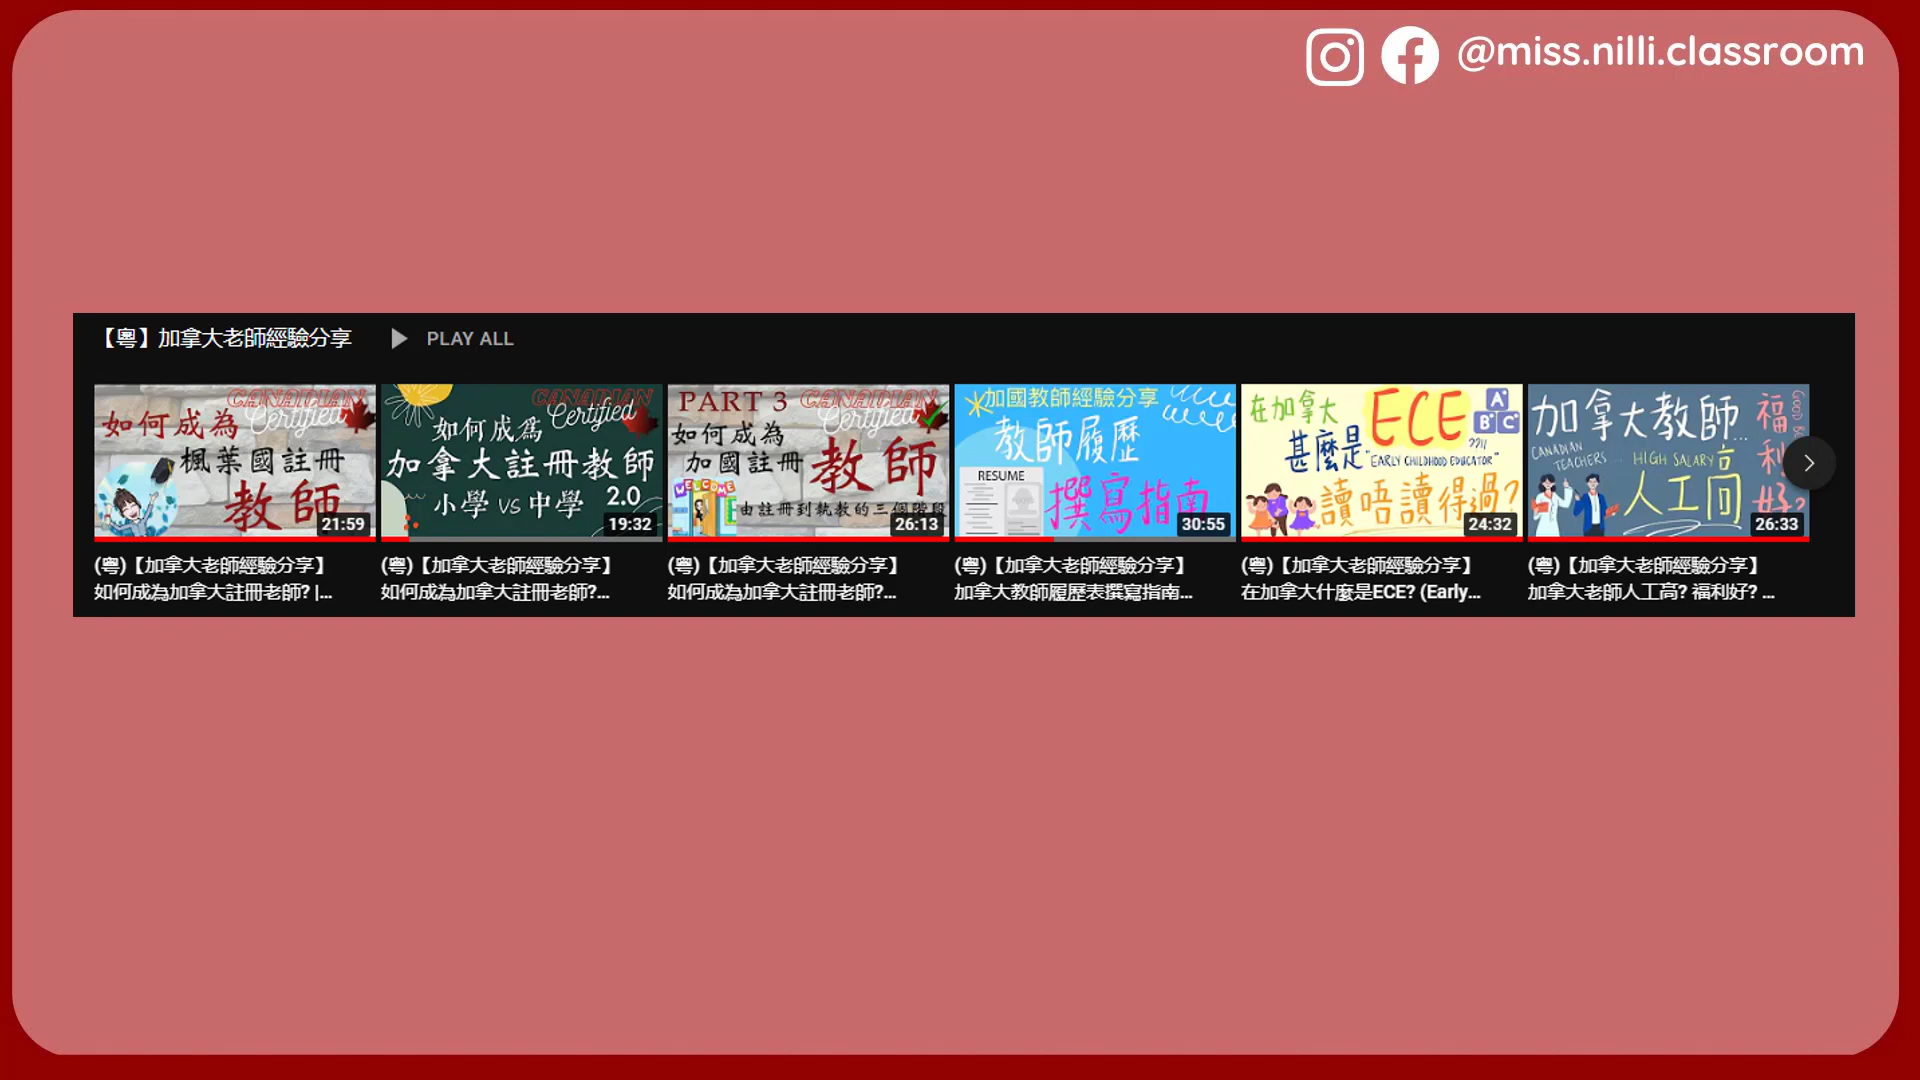 @miss.nilli.classroom
【粵】加拿大老師經驗分享
PLAY ALL
CANADIAN
Certified
如何成為
楓葉國註冊
教師
21:59
CANADIAN
Certified
如何成為
加拿大註冊教師
小學 VS 中學 2.0
19:32
PART 3
CANADIAN
Certified
如何成為
加國註冊
教師
WELCOME
由註冊到執教的三個階段
26:13
加國教師經驗分享
教師履歷
RESUME
撰寫指南
30:55
在加拿大
ECE
A
B C
甚麼是
"EARLY CHILDHOOD EDUCATOR"
讀唔讀得過?
24:32
加拿大教師...
CANADIAN
TEACHERS...
HIGH SALARY
人工高
福利好?
GOOD
26:33
(粵)【加拿大老師經驗分享】
如何成為加拿大註冊老師? |...
(粵)【加拿大老師經驗分享】
如何成為加拿大註冊老師?...
(粵)【加拿大老師經驗分享】
如何成為加拿大註冊老師?...
(粵)【加拿大老師經驗分享】
加拿大教師履歷表撰寫指南...
(粵)【加拿大老師經驗分享】
在加拿大什麼是ECE? (Early...
(粵)【加拿大老師經驗分享】
加拿大老師人工高? 福利好? ...